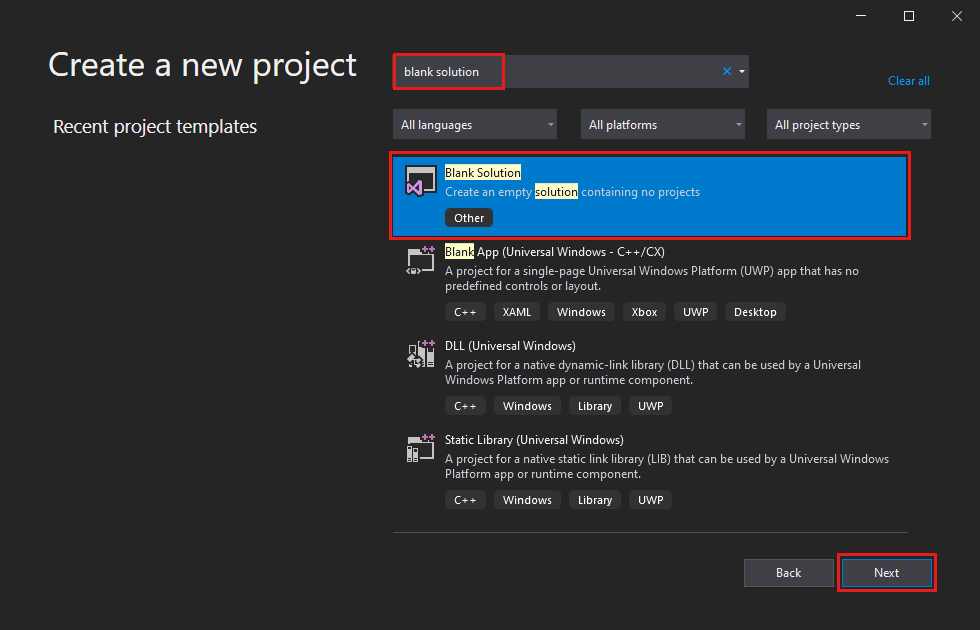 Create a new project
Recent project templates
blank solution
Clear all
All languages
All platforms
All project types
Blank Solution
Create an empty solution containing no projects
Other
Blank App (Universal Windows - C++/CX)
A project for a single-page Universal Windows Platform (UWP) app that has no
predefined controls or layout.
C++ XAML Windows Xbox UWP Desktop
DLL (Universal Windows)
A project for a native dynamic-link library (DLL) that can be used by a Universal
Windows Platform app or runtime component.
C++ Windows Library UWP
Static Library (Universal Windows)
A project for a native static link library (LIB) that can be used by a Universal Windows
Platform app or runtime component.
C++ Windows Library UWP
Back
Next